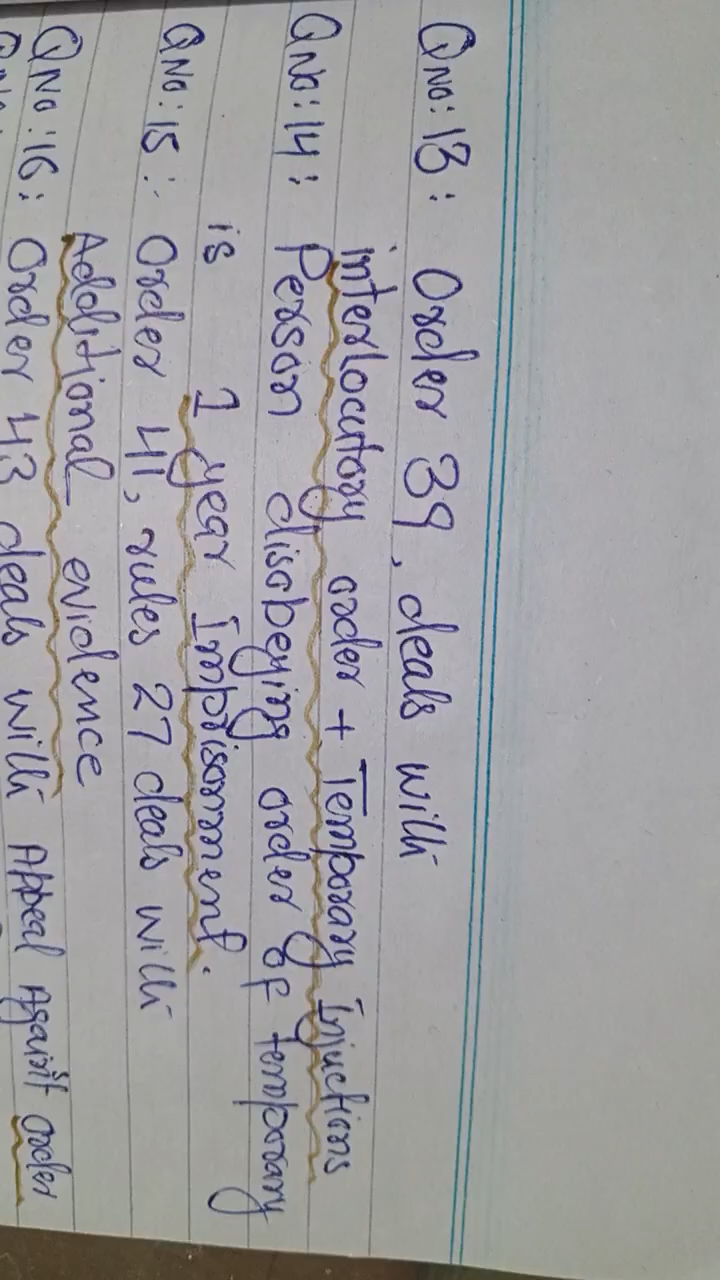 QNo: 13: Order 39, deals with
interlocutory order + Temporary Injuctions
QNo: 14: Person disobeying order of temporary
is 1 year Imprisonment.
QNo: 15: Order 41, rules 27 deals with
Additional evidence
QNo: 16: Order 43 deals with Appeal Against order